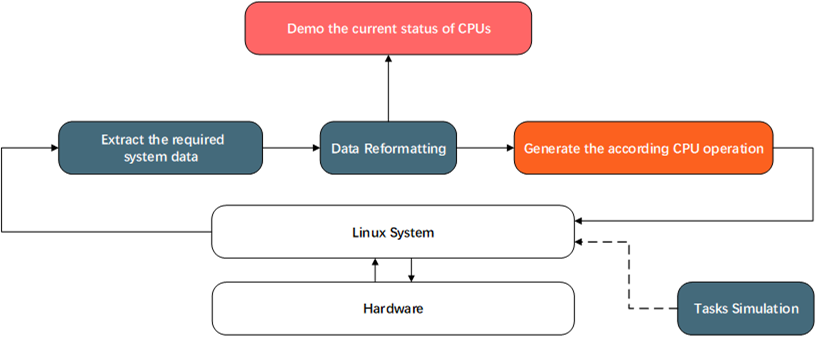 Demo the current status of CPUs
Extract the required
system data
Data Reformatting
Generate the according CPU operation
Linux System
Hardware
Tasks Simulation